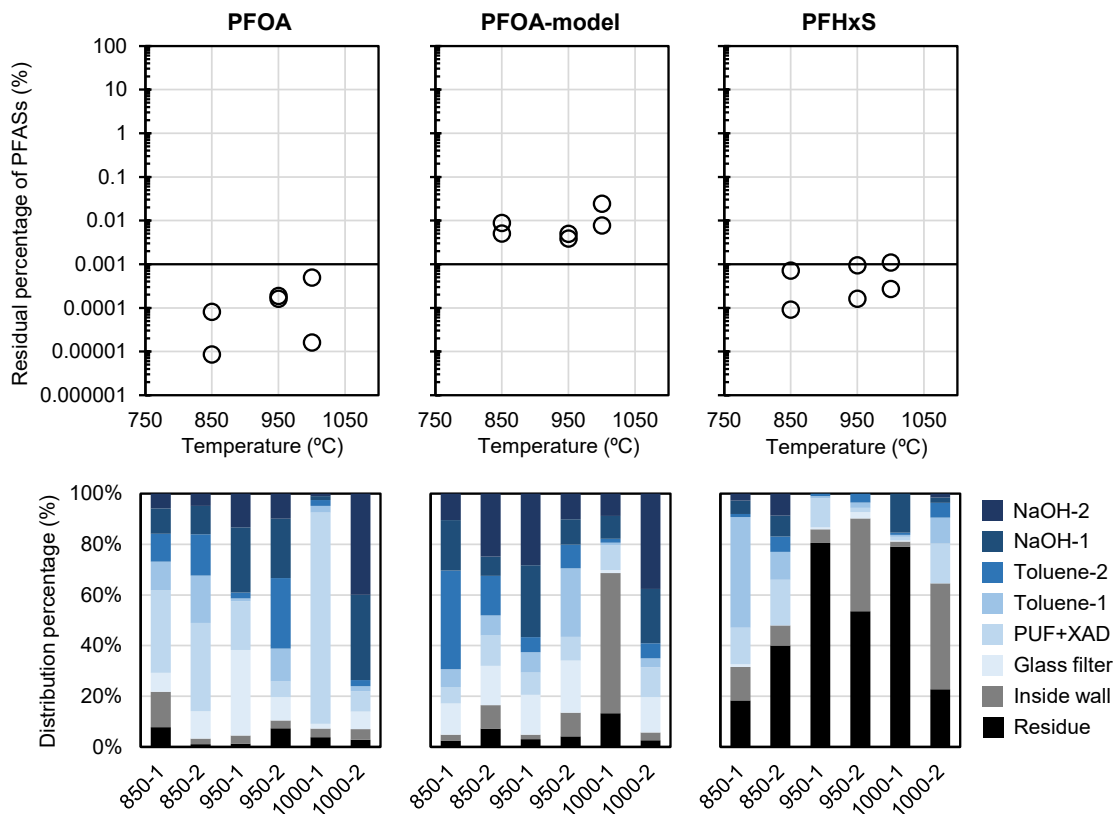 PFOA
PFOA-model
PFHxS
Residual percentage of PFASs (%)
100
10
1
0.1
0.01
0.001
0.0001
0.00001
0.000001
750 850 950 1050
750 850 950 1050
750 850 950 1050
Temperature (ºC)
Temperature (ºC)
Temperature (ºC)
Distribution percentage (%)
100%
80%
60%
40%
20%
0%
850-1 850-2 950-1 950-2 1000-1 1000-2
850-1 850-2 950-1 950-2 1000-1 1000-2
850-1 850-2 950-1 950-2 1000-1 1000-2
NaOH-2
NaOH-1
Toluene-2
Toluene-1
PUF+XAD
Glass filter
Inside wall
Residue